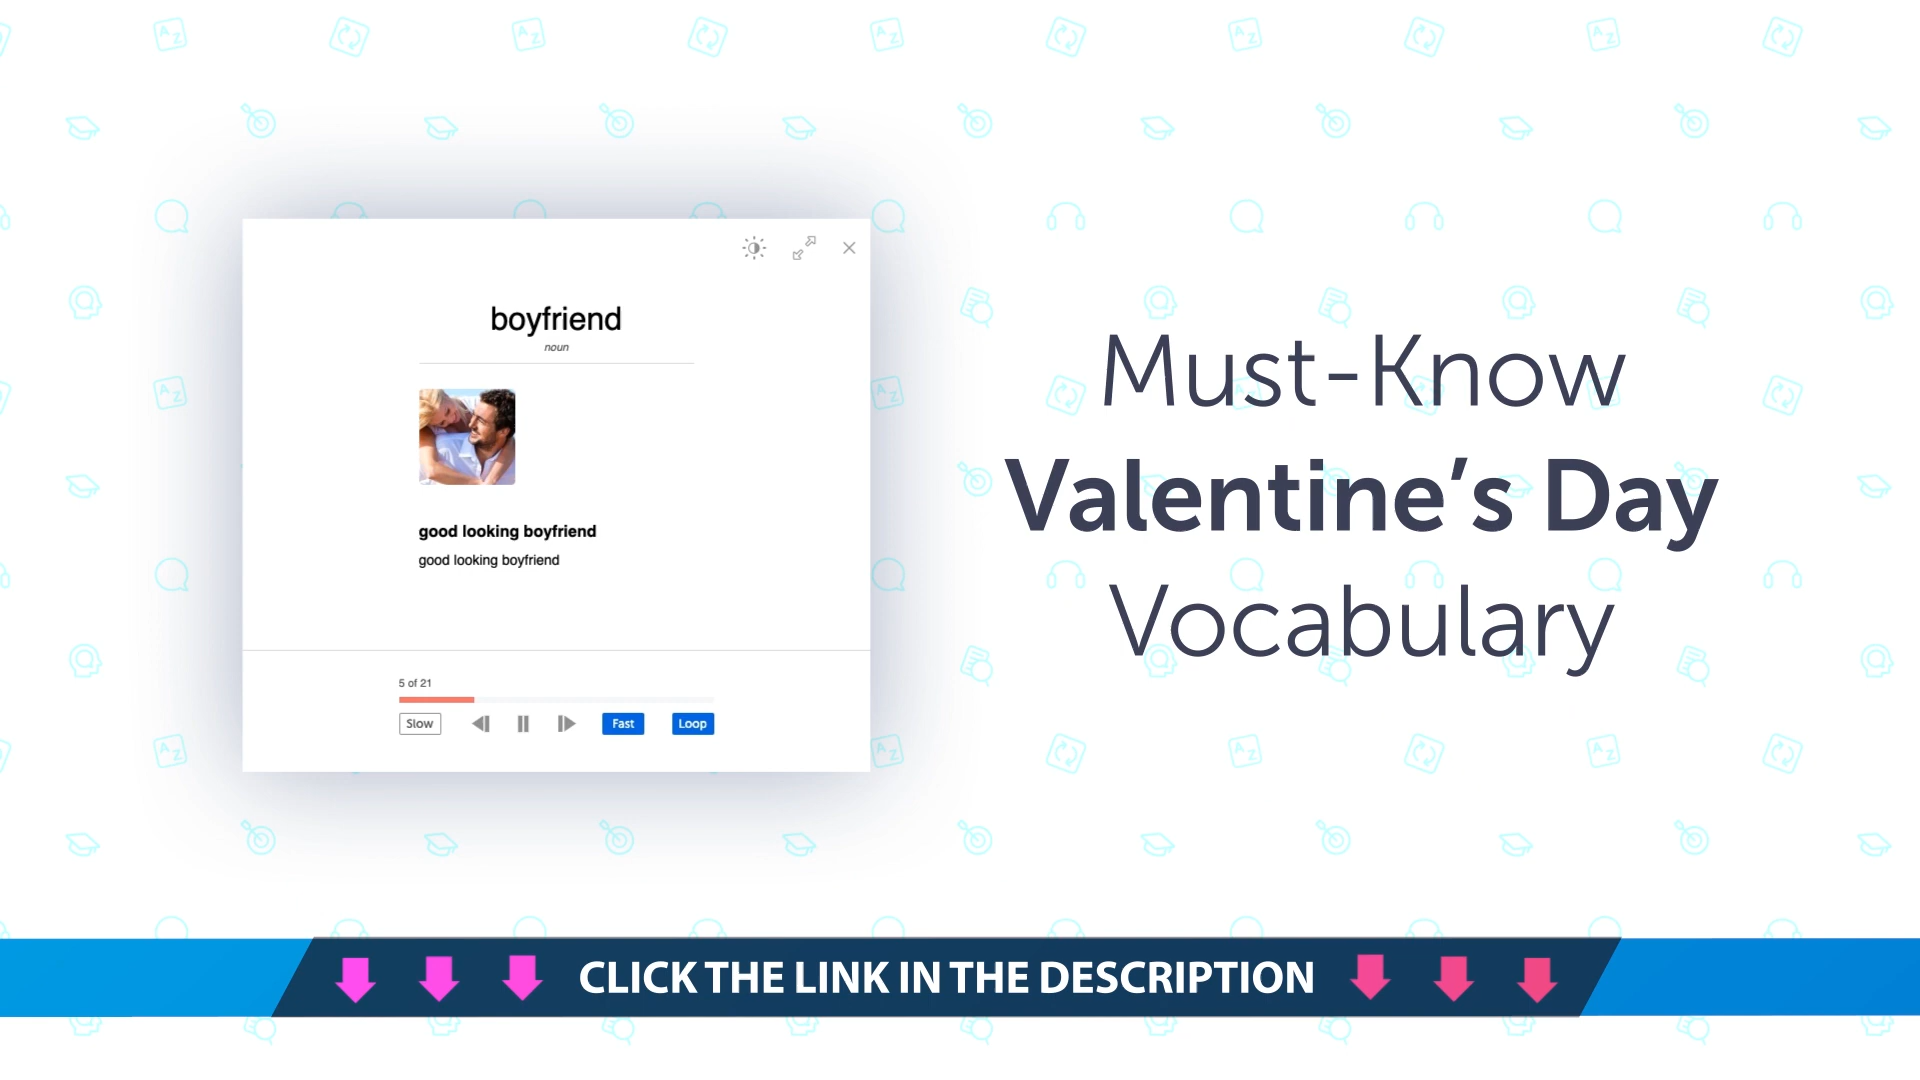 boyfriend
noun
good looking boyfriend
good looking boyfriend
5 of 21
Slow
Fast
Loop
Must-Know
Valentine's Day
Vocabulary
CLICK THE LINK IN THE DESCRIPTION